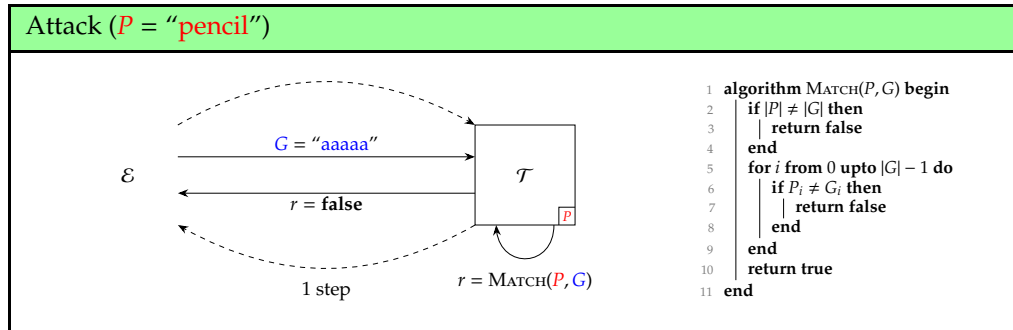 Attack (P = “pencil”)
G = “aaaaa”
ℰ
𝒯
r = false
P
1 step
r = Match(P, G)
1 algorithm Match(P, G) begin
2 if |P| ≠ |G| then
3 return false
4 end
5 for i from 0 upto |G| − 1 do
6 if Pᵢ ≠ Gᵢ then
7 return false
8 end
9 end
10 return true
11 end